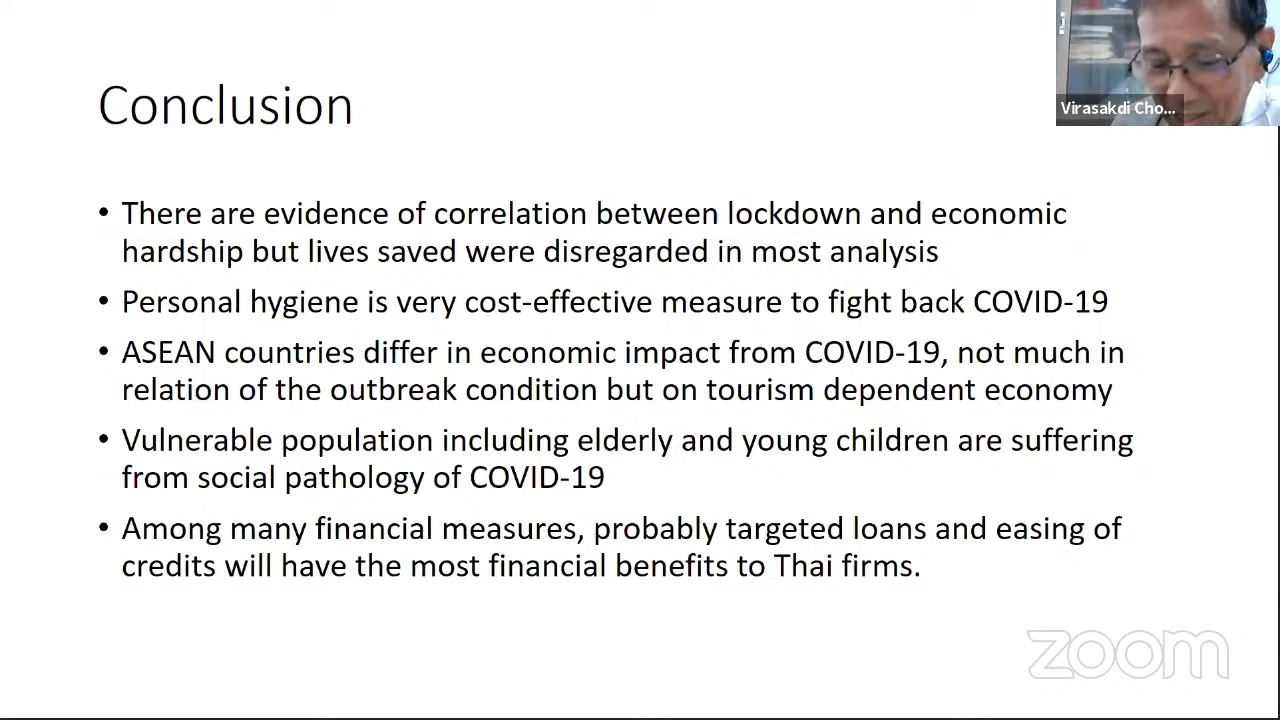 Conclusion
Virasakdi Cho...
• There are evidence of correlation between lockdown and economic
hardship but lives saved were disregarded in most analysis
• Personal hygiene is very cost-effective measure to fight back COVID-19
• ASEAN countries differ in economic impact from COVID-19, not much in
relation of the outbreak condition but on tourism dependent economy
• Vulnerable population including elderly and young children are suffering
from social pathology of COVID-19
• Among many financial measures, probably targeted loans and easing of
credits will have the most financial benefits to Thai firms.
zoom